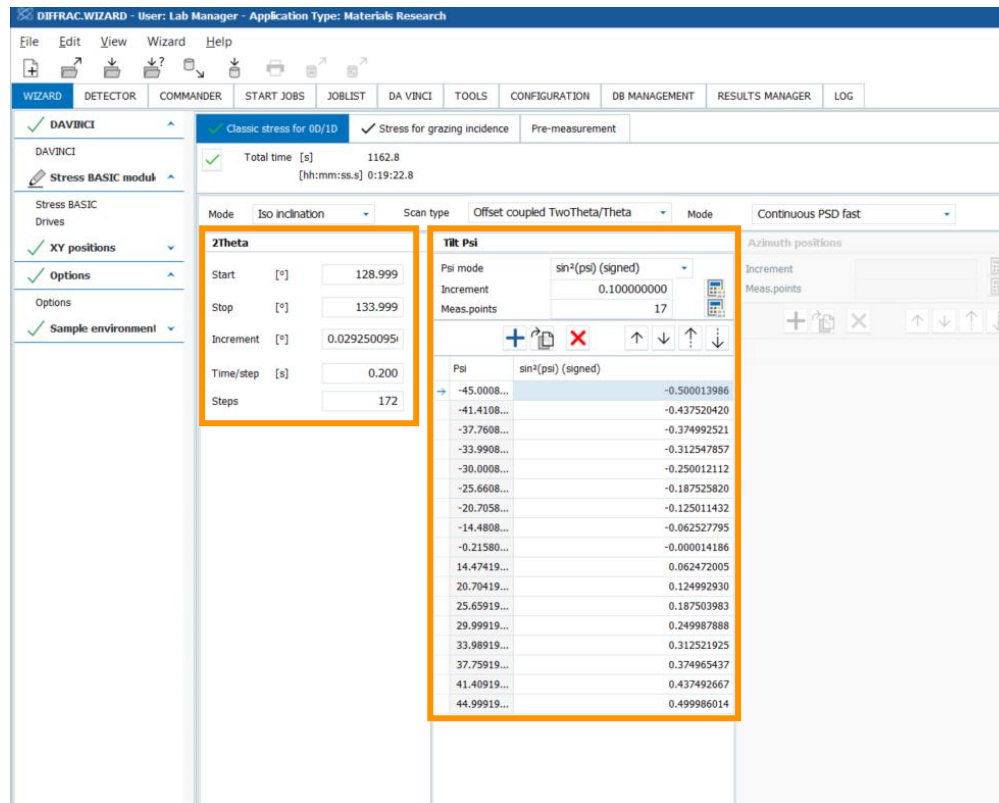 DIFFRAC.WIZARD - User: Lab Manager - Application Type: Materials Research
File Edit View Wizard Help
WIZARD DETECTOR COMMANDER START JOBS JOBLIST DA VINCI TOOLS CONFIGURATION DB MANAGEMENT RESULTS MANAGER LOG
DAVINCI
DAVINCI
Stress BASIC modul
Stress BASIC
Drives
XY positions
Options
Options
Sample environment
Classic stress for 0D/1D Stress for grazing incidence Pre-measurement
Total time [s] 1162.8
[hh:mm:ss.s] 0:19:22.8
Mode Iso inclination Scan type Offset coupled TwoTheta/Theta Mode Continuous PSD fast
2Theta
Start [°] 128.999
Stop [°] 133.999
Increment [°] 0.029250095
Time/step [s] 0.200
Steps 172
Tilt Psi
Psi mode sin²(psi) (signed)
Increment 0.100000000
Meas.points 17
Psi sin²(psi) (signed)
-45.0008... -0.500013986
-41.4108... -0.437520420
-37.7608... -0.374992521
-33.9908... -0.312547857
-30.0008... -0.250012112
-25.6608... -0.187525820
-20.7058... -0.125011432
-14.4808... -0.062527795
-0.21580... -0.000014186
14.47419... 0.062472005
20.70419... 0.124992930
25.65919... 0.187503983
29.99919... 0.249987888
33.98919... 0.312521925
37.75919... 0.374965437
41.40919... 0.437492667
44.99919... 0.499986014
Azimuth positions
Increment
Meas.points